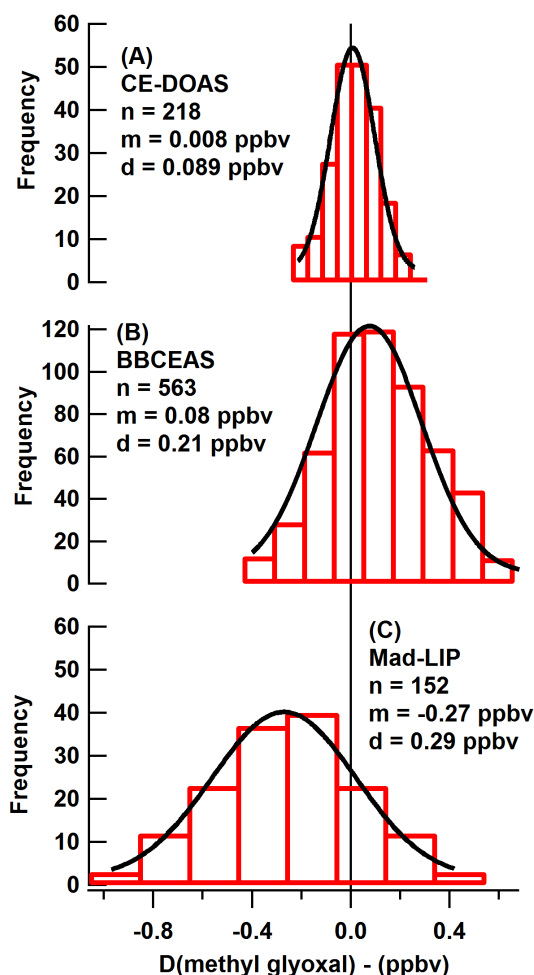 60
50
40
30
20
10
0
Frequency
(A)
CE-DOAS
n = 218
m = 0.008 ppbv
d = 0.089 ppbv
120
100
80
60
40
20
0
Frequency
(B)
BBCEAS
n = 563
m = 0.08 ppbv
d = 0.21 ppbv
60
50
40
30
20
10
0
Frequency
(C)
Mad-LIP
n = 152
m = -0.27 ppbv
d = 0.29 ppbv
-0.8 -0.4 0.0 0.4
D(methyl glyoxal) - (ppbv)